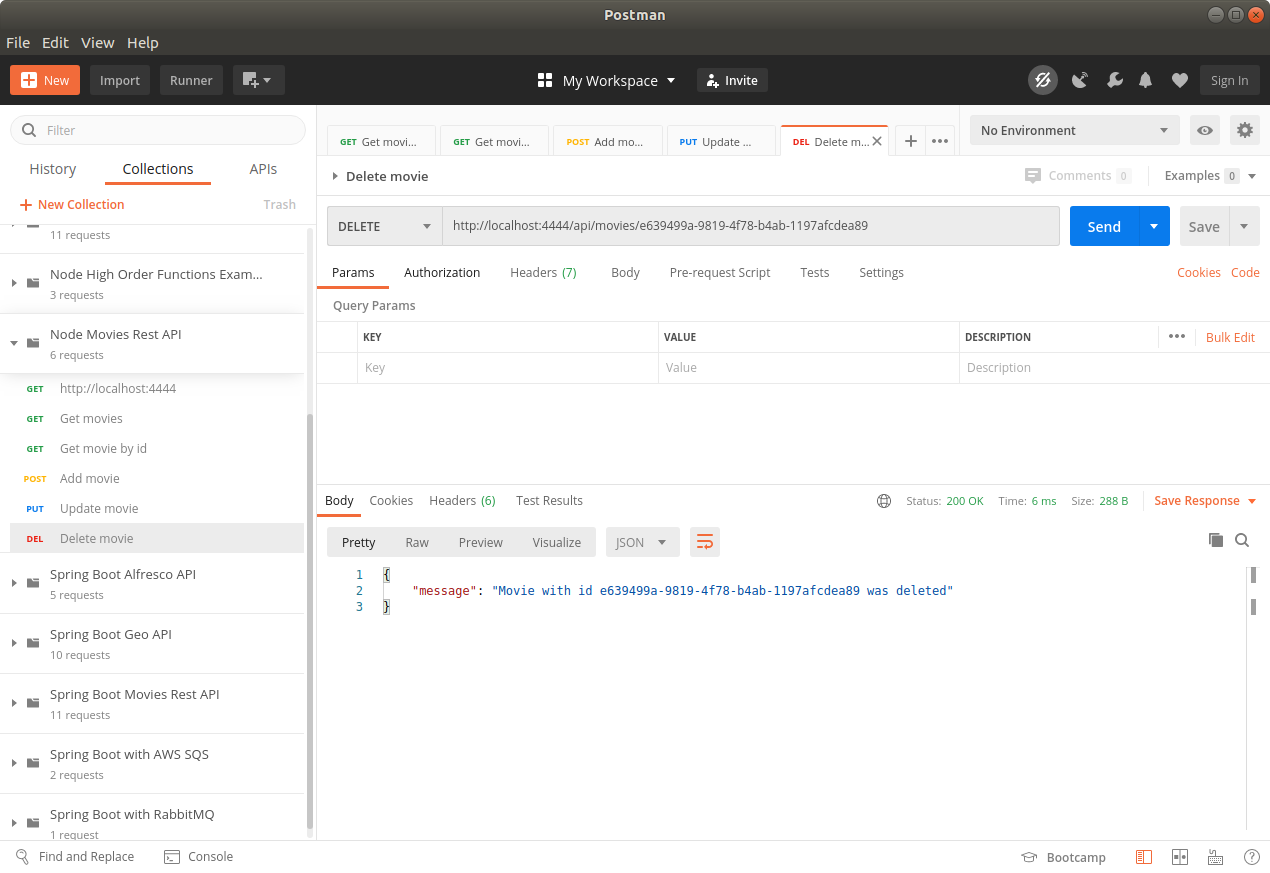 Postman
File Edit View Help
New Import Runner My Workspace Invite Sign In
Filter
History Collections APIs
New Collection Trash
11 requests
Node High Order Functions Exam...
3 requests
Node Movies Rest API
6 requests
GET http://localhost:4444
GET Get movies
GET Get movie by id
POST Add movie
PUT Update movie
DEL Delete movie
Spring Boot Alfresco API
5 requests
Spring Boot Geo API
10 requests
Spring Boot Movies Rest API
11 requests
Spring Boot with AWS SQS
2 requests
Spring Boot with RabbitMQ
1 request
GET Get movi... GET Get movi... POST Add mo... PUT Update ... DEL Delete m... No Environment
Delete movie Comments 0 Examples 0
DELETE http://localhost:4444/api/movies/e639499a-9819-4f78-b4ab-1197afcdea89 Send Save
Params Authorization Headers (7) Body Pre-request Script Tests Settings Cookies Code
Query Params
KEY VALUE DESCRIPTION Bulk Edit
Key Value Description
Body Cookies Headers (6) Test Results Status: 200 OK Time: 6 ms Size: 288 B Save Response
Pretty Raw Preview Visualize JSON
1 {
2 "message": "Movie with id e639499a-9819-4f78-b4ab-1197afcdea89 was deleted"
3 }
Find and Replace Console Bootcamp